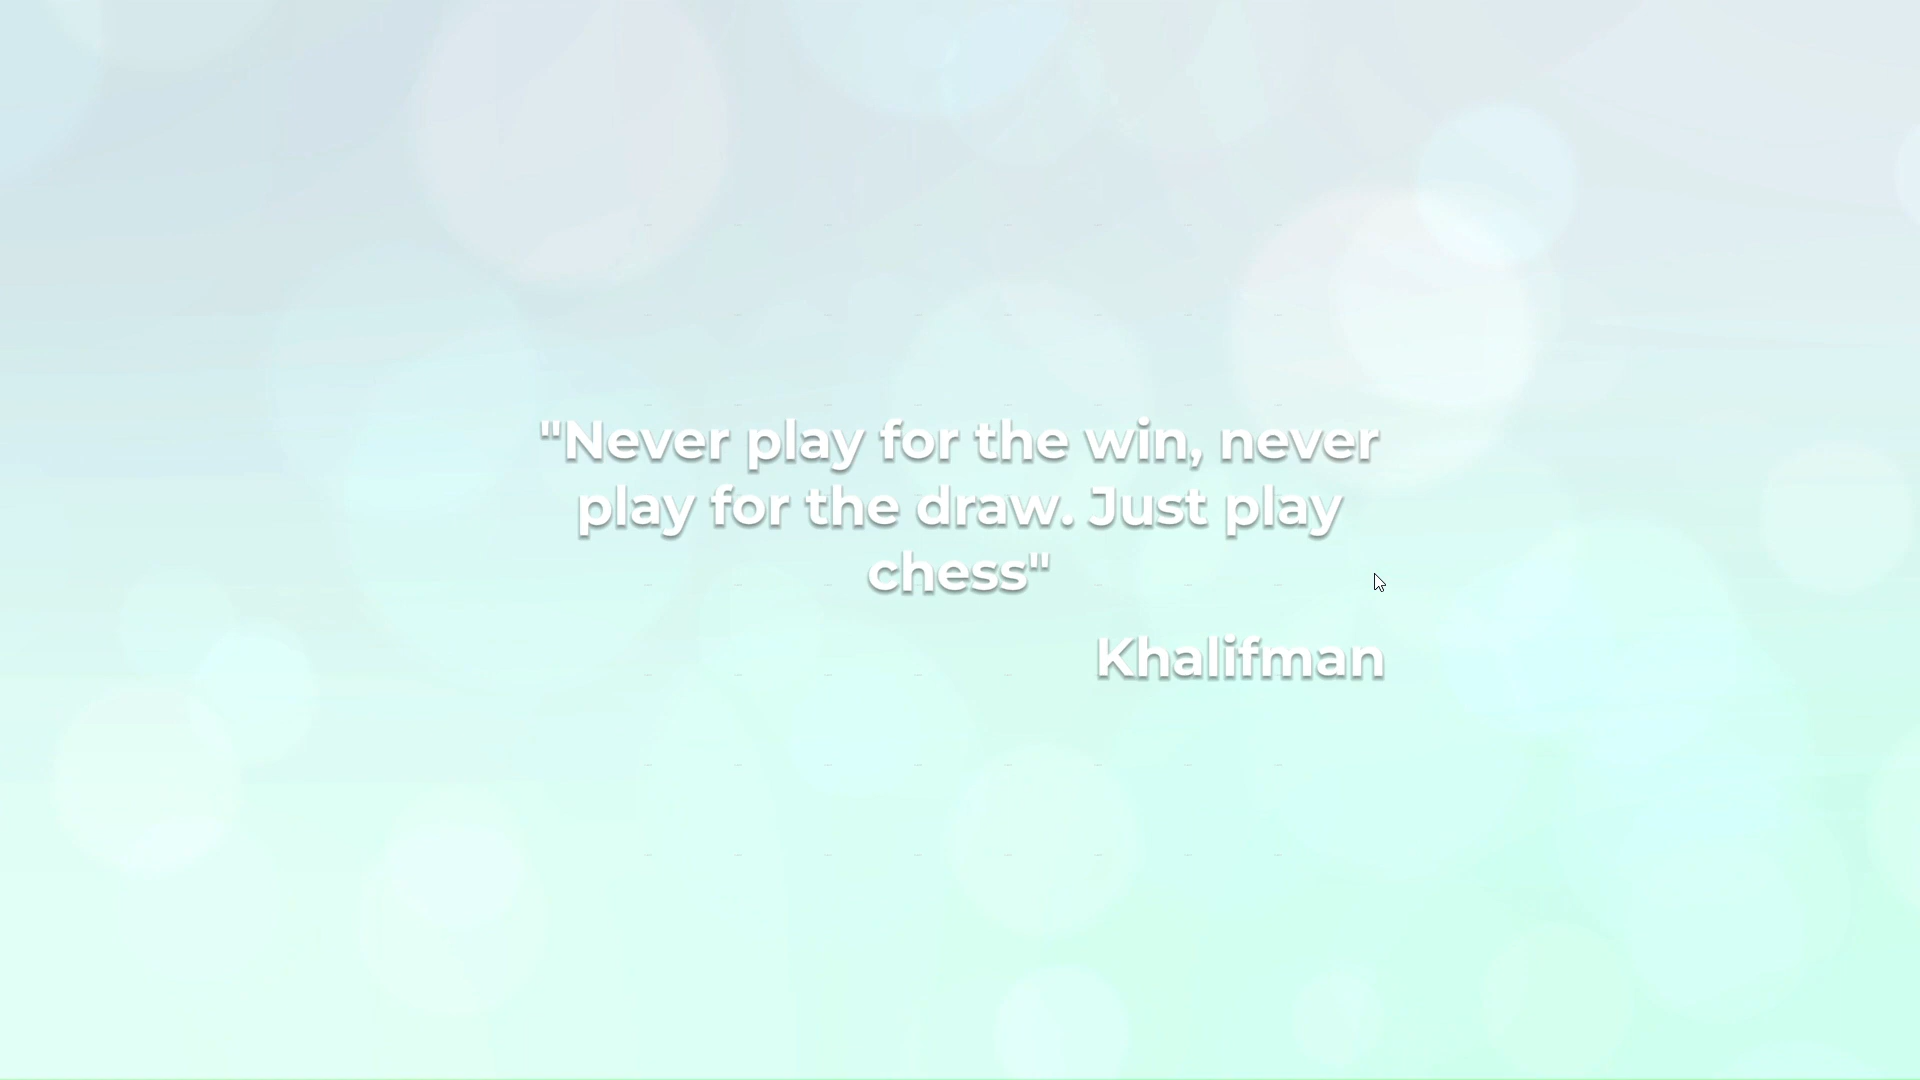 "Never play for the win, never
play for the draw. Just play
chess"
Khalifman